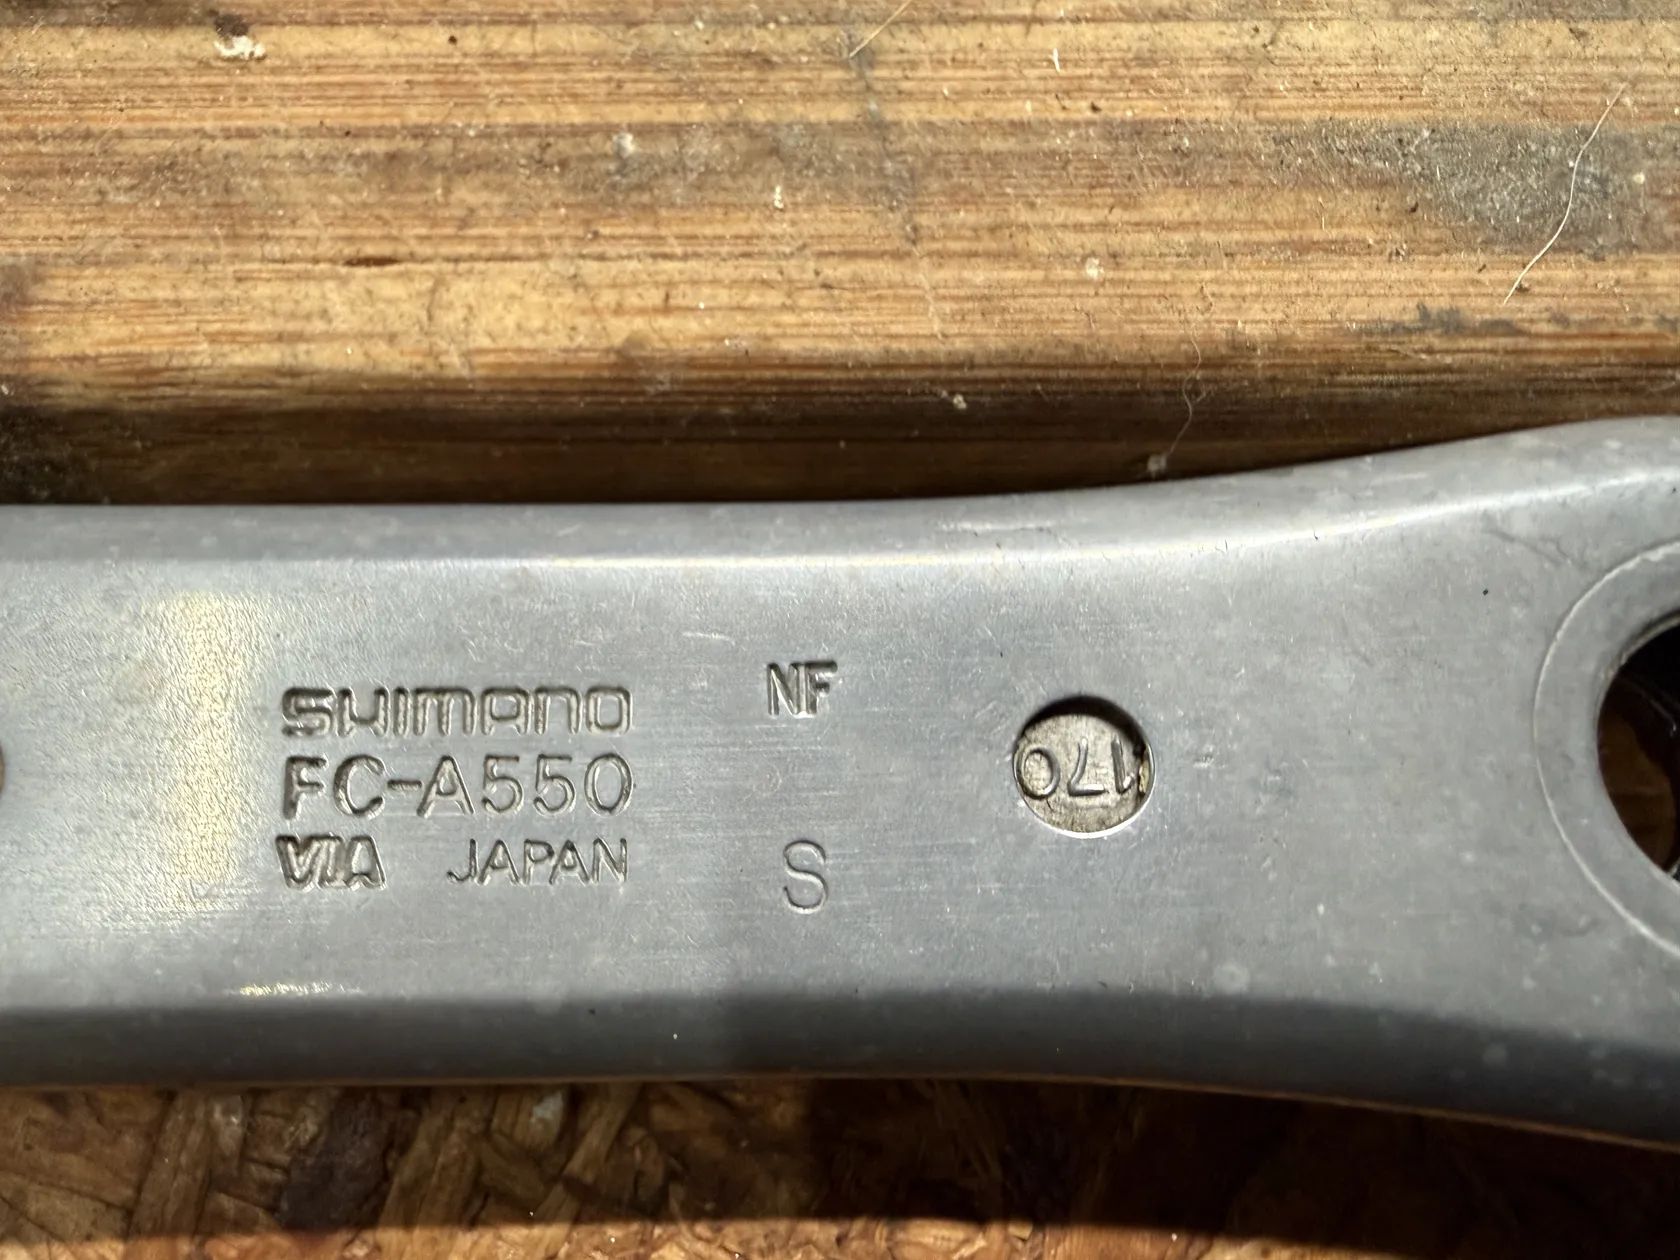 SHIMANO
FC-A550
VIA JAPAN
NF
S
170